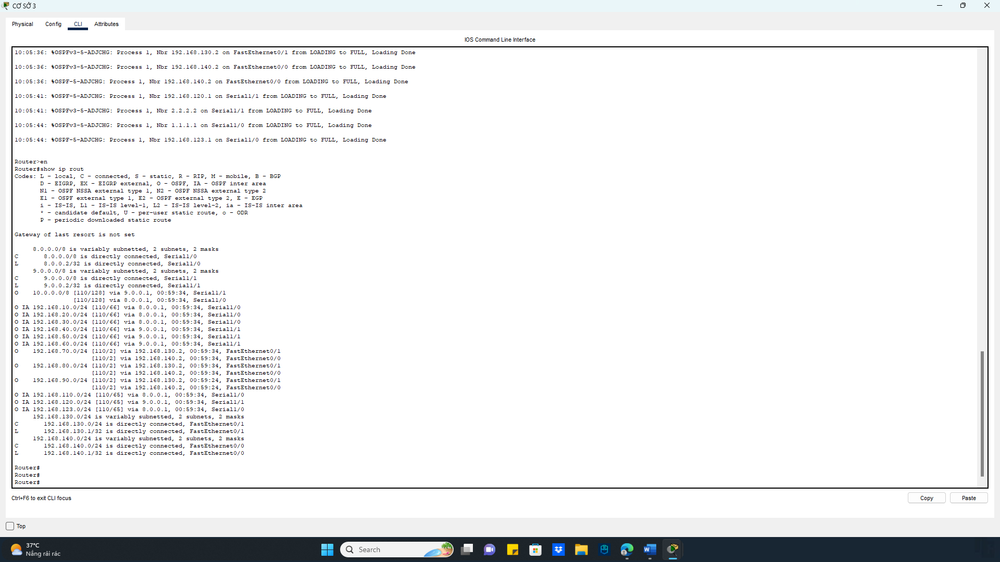 CƠ SỞ 3
Physical Config CLI Attributes
IOS Command Line Interface
10:05:36: %OSPFv3-5-ADJCHG: Process 1, Nbr 192.168.130.2 on FastEthernet0/1 from LOADING to FULL, Loading Done
10:05:36: %OSPFv3-5-ADJCHG: Process 1, Nbr 192.168.140.2 on FastEthernet0/0 from LOADING to FULL, Loading Done
10:05:36: %OSPF-5-ADJCHG: Process 1, Nbr 192.168.140.2 on FastEthernet0/0 from LOADING to FULL, Loading Done
10:05:41: %OSPF-5-ADJCHG: Process 1, Nbr 192.168.120.1 on Serial1/1 from LOADING to FULL, Loading Done
10:05:41: %OSPFv3-5-ADJCHG: Process 1, Nbr 2.2.2.2 on Serial1/1 from LOADING to FULL, Loading Done
10:05:44: %OSPFv3-5-ADJCHG: Process 1, Nbr 1.1.1.1 on Serial1/0 from LOADING to FULL, Loading Done
10:05:44: %OSPF-5-ADJCHG: Process 1, Nbr 192.168.123.1 on Serial1/0 from LOADING to FULL, Loading Done
Router>en
Router#show ip rout
Codes: L - local, C - connected, S - static, R - RIP, M - mobile, B - BGP
D - EIGRP, EX - EIGRP external, O - OSPF, IA - OSPF inter area
N1 - OSPF NSSA external type 1, N2 - OSPF NSSA external type 2
E1 - OSPF external type 1, E2 - OSPF external type 2, E - EGP
i - IS-IS, L1 - IS-IS level-1, L2 - IS-IS level-2, ia - IS-IS inter area
* - candidate default, U - per-user static route, o - ODR
P - periodic downloaded static route
Gateway of last resort is not set
8.0.0.0/8 is variably subnetted, 2 subnets, 2 masks
C 8.0.0.0/8 is directly connected, Serial1/0
L 8.0.0.2/32 is directly connected, Serial1/0
9.0.0.0/8 is variably subnetted, 2 subnets, 2 masks
C 9.0.0.0/8 is directly connected, Serial1/1
L 9.0.0.2/32 is directly connected, Serial1/1
O 10.0.0.0/8 [110/128] via 9.0.0.1, 00:59:34, Serial1/1
[110/128] via 8.0.0.1, 00:59:34, Serial1/0
O IA 192.168.10.0/24 [110/66] via 8.0.0.1, 00:59:34, Serial1/0
O IA 192.168.20.0/24 [110/66] via 8.0.0.1, 00:59:34, Serial1/0
O IA 192.168.30.0/24 [110/66] via 8.0.0.1, 00:59:34, Serial1/0
O IA 192.168.40.0/24 [110/66] via 9.0.0.1, 00:59:34, Serial1/1
O IA 192.168.50.0/24 [110/66] via 9.0.0.1, 00:59:34, Serial1/1
O IA 192.168.60.0/24 [110/66] via 9.0.0.1, 00:59:34, Serial1/1
O 192.168.70.0/24 [110/2] via 192.168.130.2, 00:59:34, FastEthernet0/1
[110/2] via 192.168.140.2, 00:59:34, FastEthernet0/0
O 192.168.80.0/24 [110/2] via 192.168.130.2, 00:59:34, FastEthernet0/1
[110/2] via 192.168.140.2, 00:59:34, FastEthernet0/0
O 192.168.90.0/24 [110/2] via 192.168.130.2, 00:59:24, FastEthernet0/1
[110/2] via 192.168.140.2, 00:59:24, FastEthernet0/0
O IA 192.168.110.0/24 [110/65] via 8.0.0.1, 00:59:34, Serial1/0
O IA 192.168.120.0/24 [110/65] via 9.0.0.1, 00:59:34, Serial1/1
O IA 192.168.123.0/24 [110/65] via 8.0.0.1, 00:59:34, Serial1/0
192.168.130.0/24 is variably subnetted, 2 subnets, 2 masks
C 192.168.130.0/24 is directly connected, FastEthernet0/1
L 192.168.130.1/32 is directly connected, FastEthernet0/1
192.168.140.0/24 is variably subnetted, 2 subnets, 2 masks
C 192.168.140.0/24 is directly connected, FastEthernet0/0
L 192.168.140.1/32 is directly connected, FastEthernet0/0
Router#
Router#
Router#
Ctrl+F6 to exit CLI focus
Copy Paste
Top
37°C
Nắng rải rác
Search